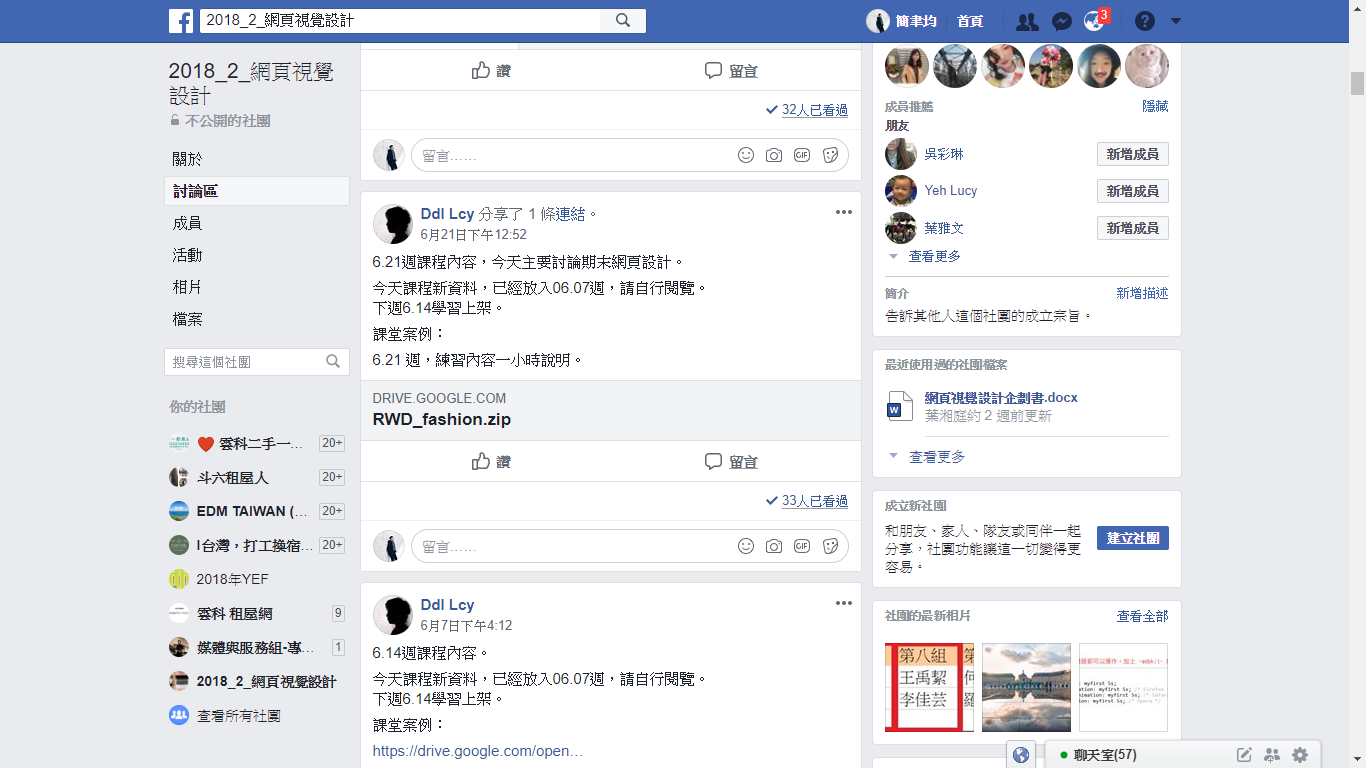 2018_2_網頁視覺設計
簡聿均
首頁
3
2018_2_網頁視覺
設計
不公開的社團
關於
討論區
成員
活動
相片
檔案
搜尋這個社團
你的社團
雲科二手一… 20+
斗六租屋人 20+
EDM TAIWAN (… 20+
I台灣，打工換宿… 20+
2018年YEF
雲科 租屋網 9
媒體與服務組-專… 1
2018_2_網頁視覺設計
查看所有社團
讚 留言
32人已看過
留言……
GIF
Ddl Lcy 分享了 1 條連結。
6月21日下午12:52
6.21週課程內容，今天主要討論期末網頁設計。
今天課程新資料，已經放入06.07週，請自行閱覽。
下週6.14學習上架。
課堂案例：
6.21 週，練習內容一小時說明。
DRIVE.GOOGLE.COM
RWD_fashion.zip
讚 留言
33人已看過
留言……
GIF
Ddl Lcy
6月7日下午4:12
6.14週課程內容。
今天課程新資料，已經放入06.07週，請自行閱覽。
下週6.14學習上架。
課堂案例：
https://drive.google.com/open…
成員推薦 隱藏
朋友
吳彩琳 新增成員
Yeh Lucy 新增成員
葉雅文 新增成員
查看更多
簡介 新增描述
告訴其他人這個社團的成立宗旨。
最近使用過的社團檔案
網頁視覺設計企劃書.docx
葉湘庭約 2 週前更新
查看更多
成立新社團
和朋友、家人、隊友或同伴一起
分享，社團功能讓這一切變得更
容易。
建立社團
社團的最新相片 查看全部
第八組
王禹絜
李佳芸
聊天室(57)